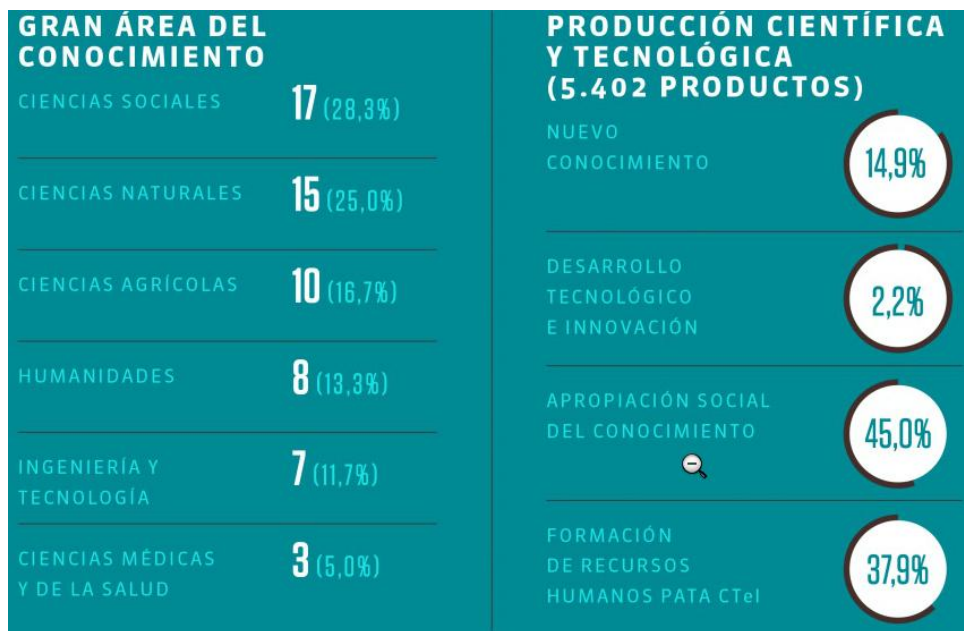 GRAN ÁREA DEL
CONOCIMIENTO
CIENCIAS SOCIALES 17 (28,3%)
CIENCIAS NATURALES 15 (25,0%)
CIENCIAS AGRÍCOLAS 10 (16,7%)
HUMANIDADES 8 (13,3%)
INGENIERÍA Y
TECNOLOGÍA
7 (11,7%)
CIENCIAS MÉDICAS
Y DE LA SALUD
3 (5,0%)
PRODUCCIÓN CIENTÍFICA
Y TECNOLÓGICA
(5.402 PRODUCTOS)
NUEVO
CONOCIMIENTO
14,9%
DESARROLLO
TECNOLÓGICO
E INNOVACIÓN
2,2%
APROPIACIÓN SOCIAL
DEL CONOCIMIENTO
45,0%
FORMACIÓN
DE RECURSOS
HUMANOS PATA CTeI
37,9%